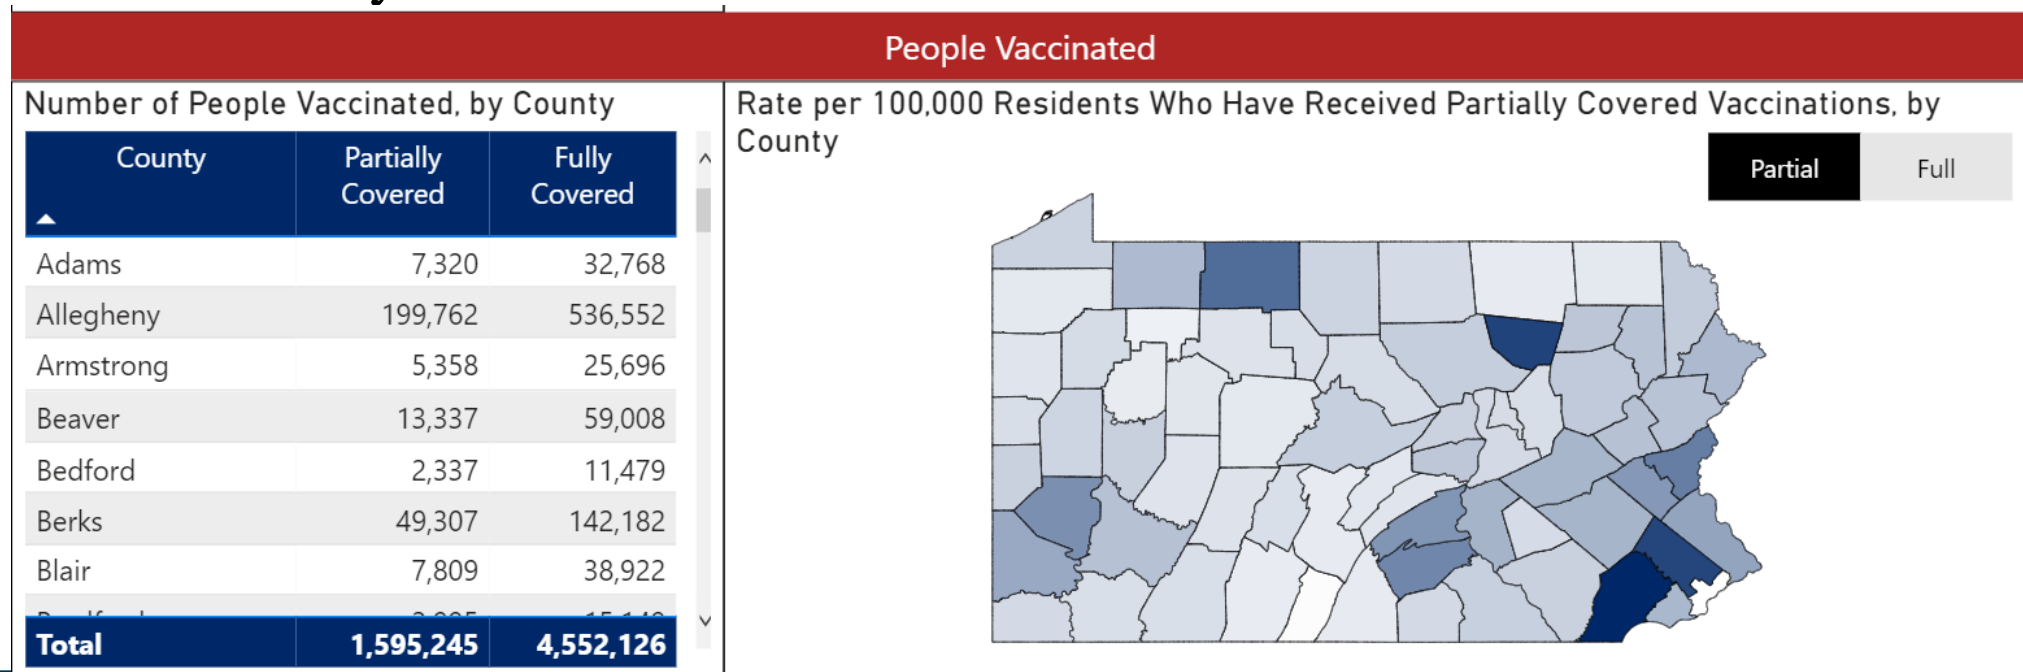 People Vaccinated
Number of People Vaccinated, by County
County Partially Covered Fully Covered
Adams 7,320 32,768
Allegheny 199,762 536,552
Armstrong 5,358 25,696
Beaver 13,337 59,008
Bedford 2,337 11,479
Berks 49,307 142,182
Blair 7,809 38,922
Total 1,595,245 4,552,126
Rate per 100,000 Residents Who Have Received Partially Covered Vaccinations, by
County
Partial Full